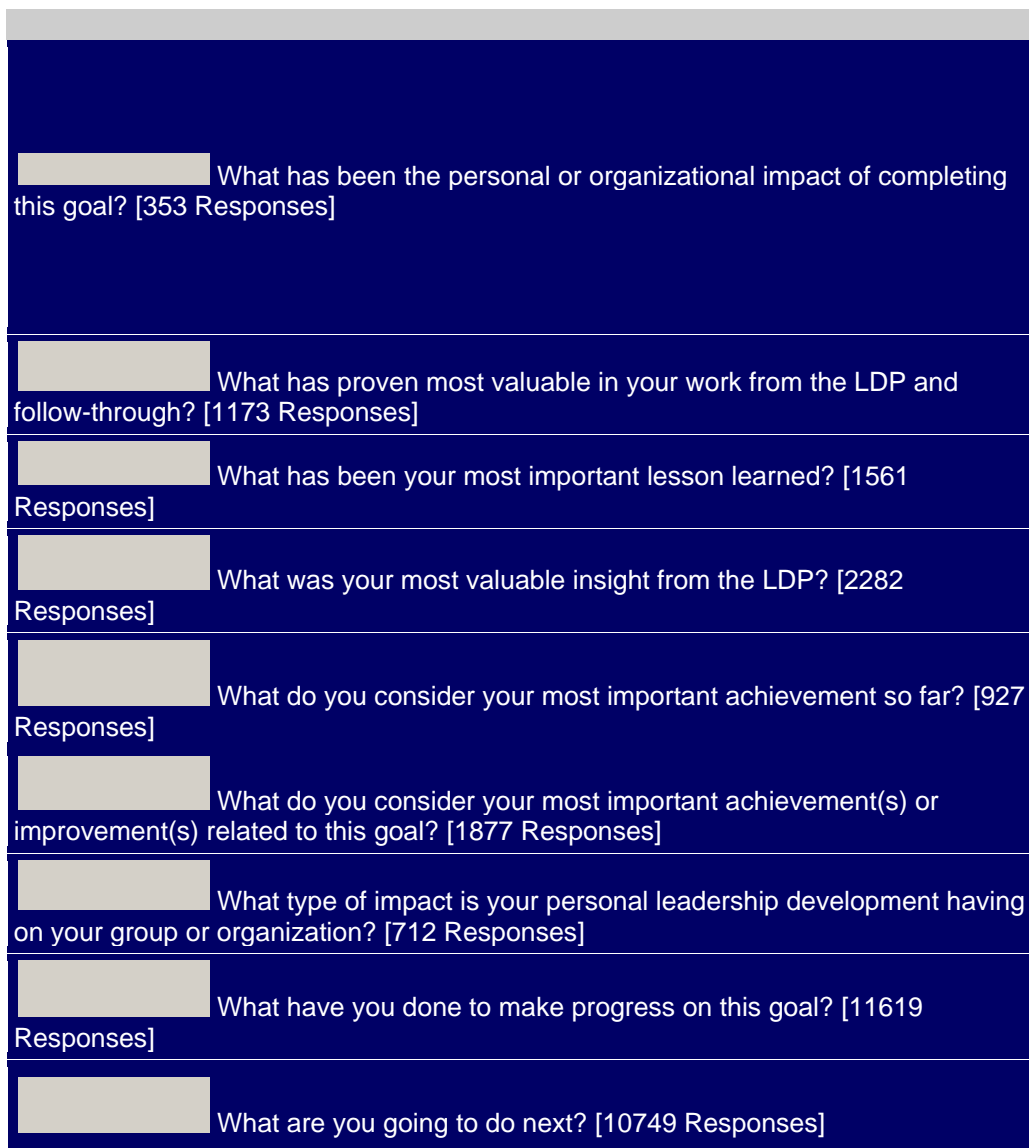 What has been the personal or organizational impact of completing
this goal? [353 Responses]
What has proven most valuable in your work from the LDP and
follow-through? [1173 Responses]
What has been your most important lesson learned? [1561
Responses]
What was your most valuable insight from the LDP? [2282
Responses]
What do you consider your most important achievement so far? [927
Responses]
What do you consider your most important achievement(s) or
improvement(s) related to this goal? [1877 Responses]
What type of impact is your personal leadership development having
on your group or organization? [712 Responses]
What have you done to make progress on this goal? [11619
Responses]
What are you going to do next? [10749 Responses]